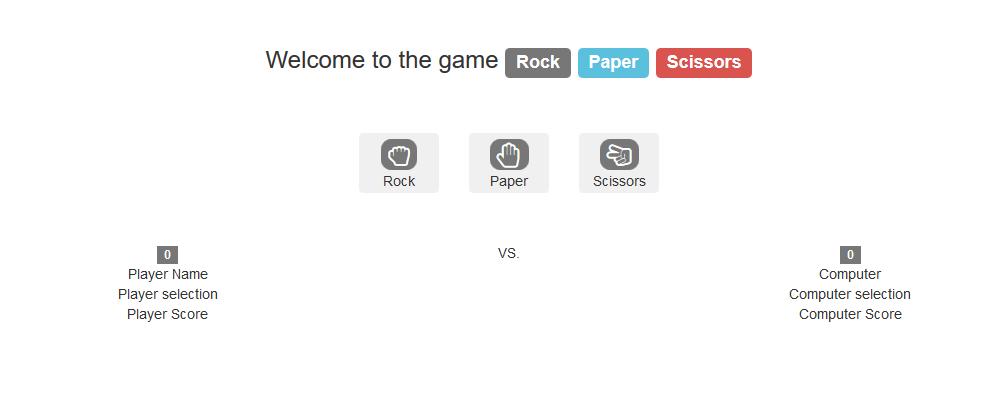 Welcome to the game Rock Paper Scissors
Rock Paper Scissors
0 VS. 0
Player Name Computer
Player selection Computer selection
Player Score Computer Score